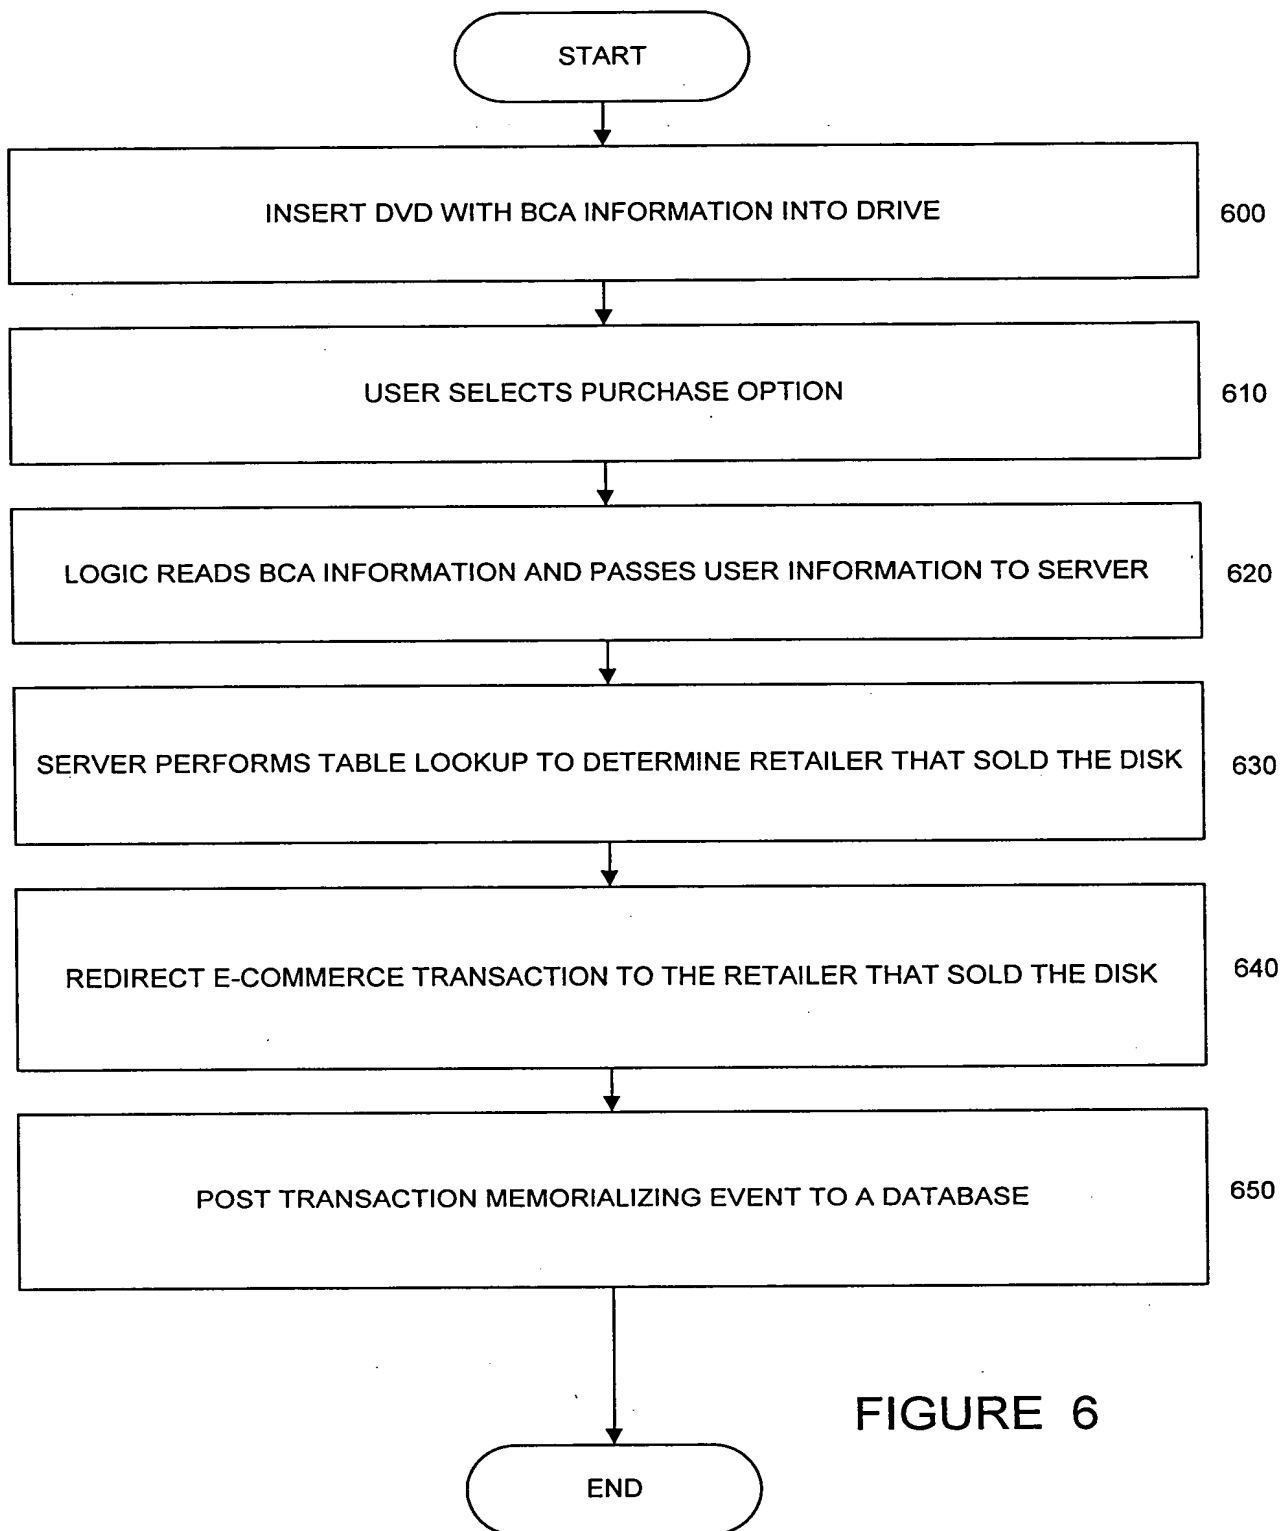 START
INSERT DVD WITH BCA INFORMATION INTO DRIVE
600
USER SELECTS PURCHASE OPTION
610
LOGIC READS BCA INFORMATION AND PASSES USER INFORMATION TO SERVER
620
SERVER PERFORMS TABLE LOOKUP TO DETERMINE RETAILER THAT SOLD THE DISK
630
REDIRECT E-COMMERCE TRANSACTION TO THE RETAILER THAT SOLD THE DISK
640
POST TRANSACTION MEMORIALIZING EVENT TO A DATABASE
650
FIGURE 6
END